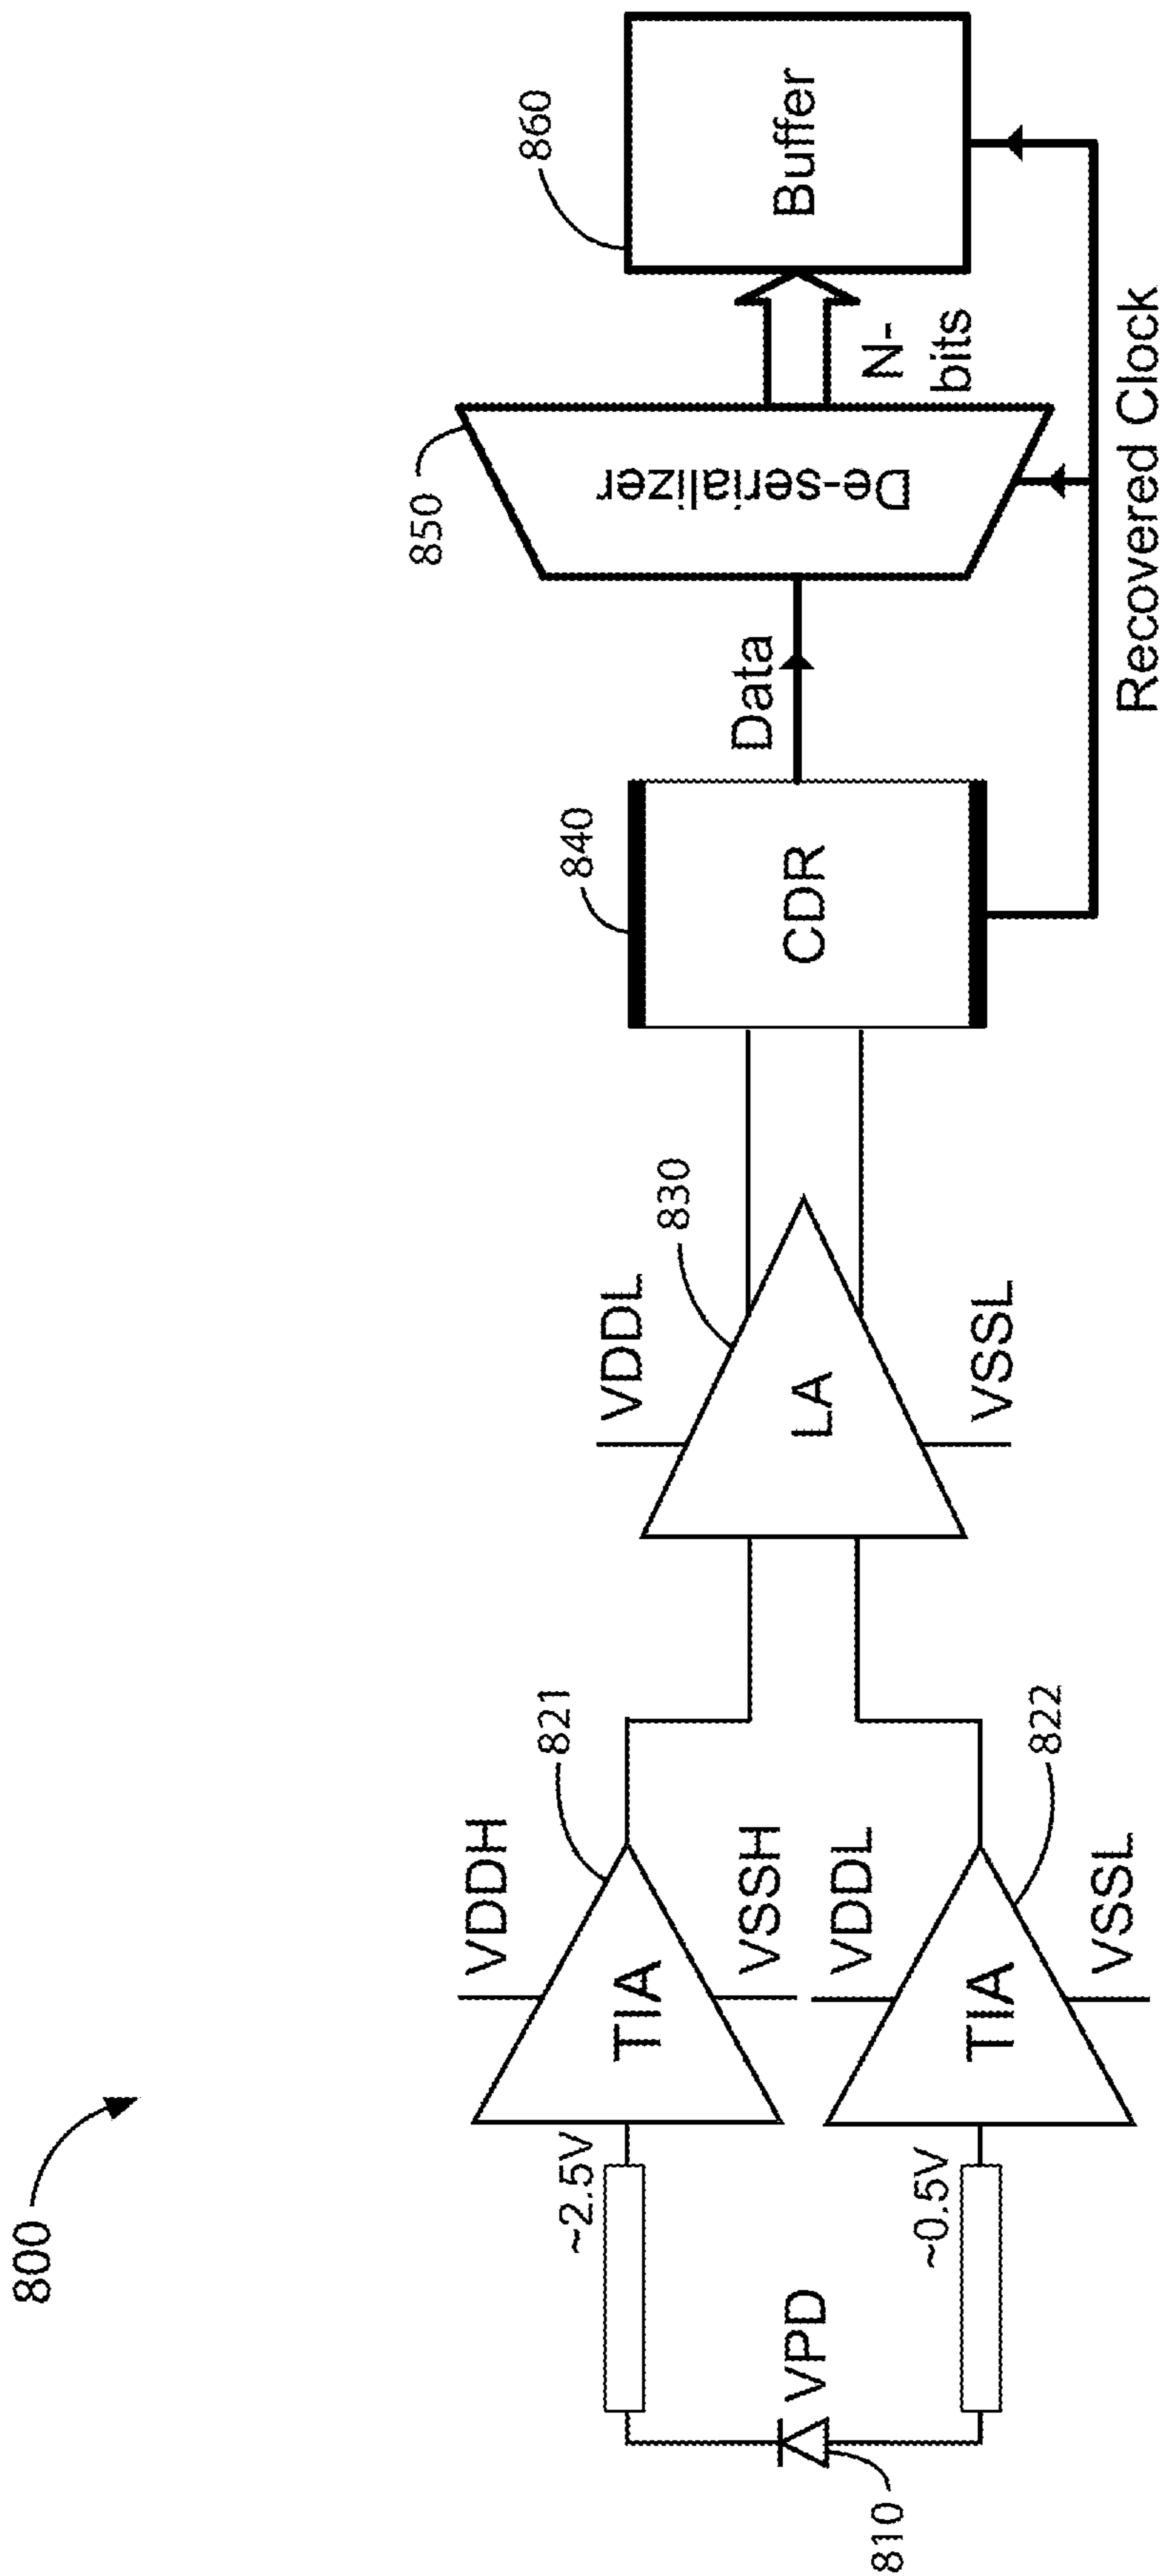 800
810
VPD
~2.5V
~0.5V
VDDH
821
TIA
VSSH
VDDL
TIA
822
VSSL
VDDL
830
LA
VSSL
840
CDR
Data
850
De-serializer
N-
bits
860
Buffer
Recovered Clock